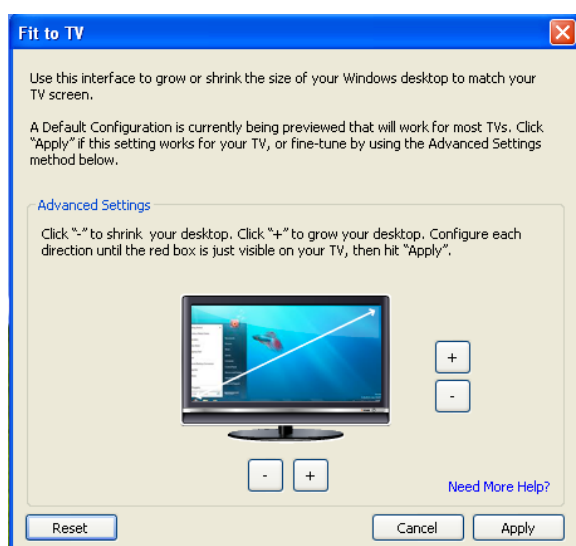 Fit to TV
Use this interface to grow or shrink the size of your Windows desktop to match your
TV screen.
A Default Configuration is currently being previewed that will work for most TVs. Click
"Apply" if this setting works for your TV, or fine-tune by using the Advanced Settings
method below.
Advanced Settings
Click "-" to shrink your desktop. Click "+" to grow your desktop. Configure each
direction until the red box is just visible on your TV, then hit "Apply".
+
-
- +
Need More Help?
Reset Cancel Apply